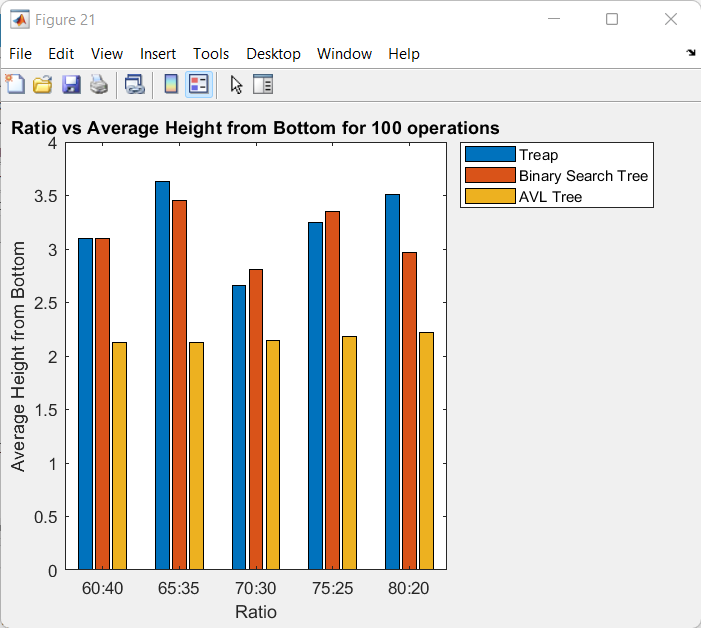 Figure 21
File Edit View Insert Tools Desktop Window Help
Ratio vs Average Height from Bottom for 100 operations
Treap
Binary Search Tree
AVL Tree
Average Height from Bottom
4
3.5
3
2.5
2
1.5
1
0.5
0
60:40 65:35 70:30 75:25 80:20
Ratio